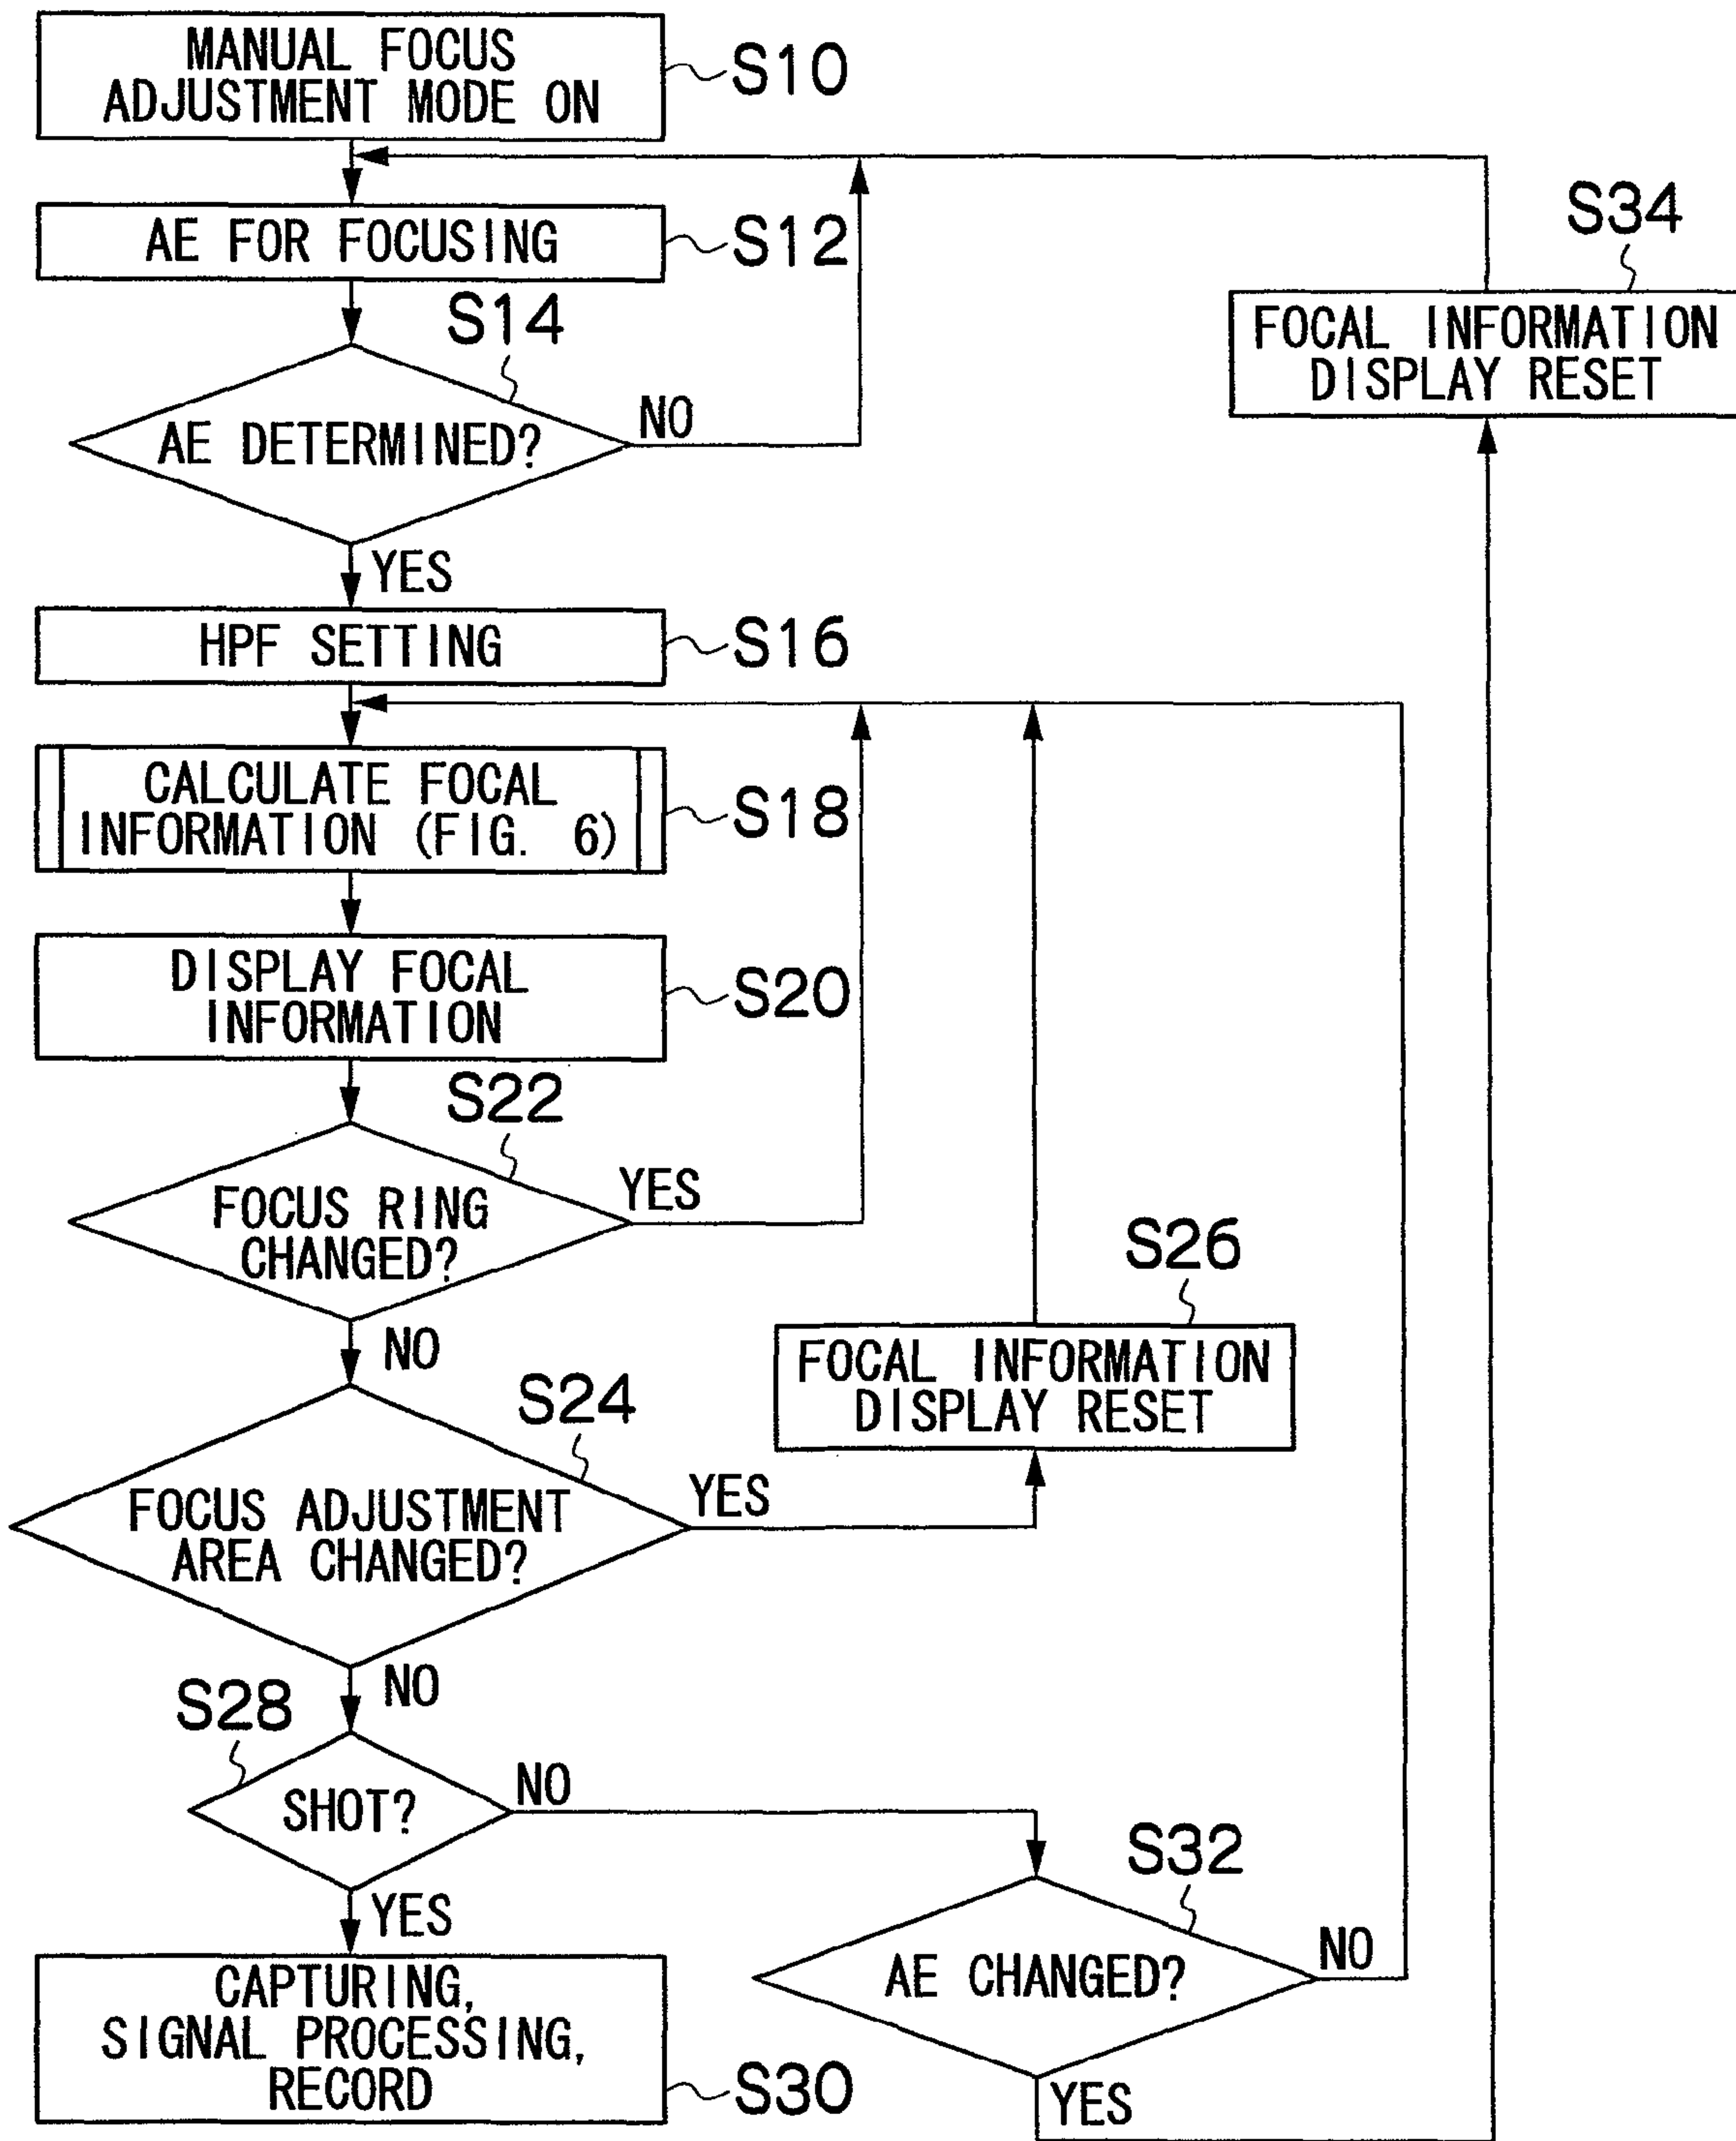 MANUAL FOCUS
ADJUSTMENT MODE ON
S10
AE FOR FOCUSING
S12
S14
AE DETERMINED?
NO
YES
S34
FOCAL INFORMATION
DISPLAY RESET
HPF SETTING
S16
CALCULATE FOCAL
INFORMATION (FIG. 6)
S18
DISPLAY FOCAL
INFORMATION
S20
S22
FOCUS RING
CHANGED?
YES
NO
S26
FOCAL INFORMATION
DISPLAY RESET
S24
FOCUS ADJUSTMENT
AREA CHANGED?
YES
NO
S28
SHOT?
NO
YES
S32
AE CHANGED?
NO
YES
CAPTURING,
SIGNAL PROCESSING,
RECORD
S30